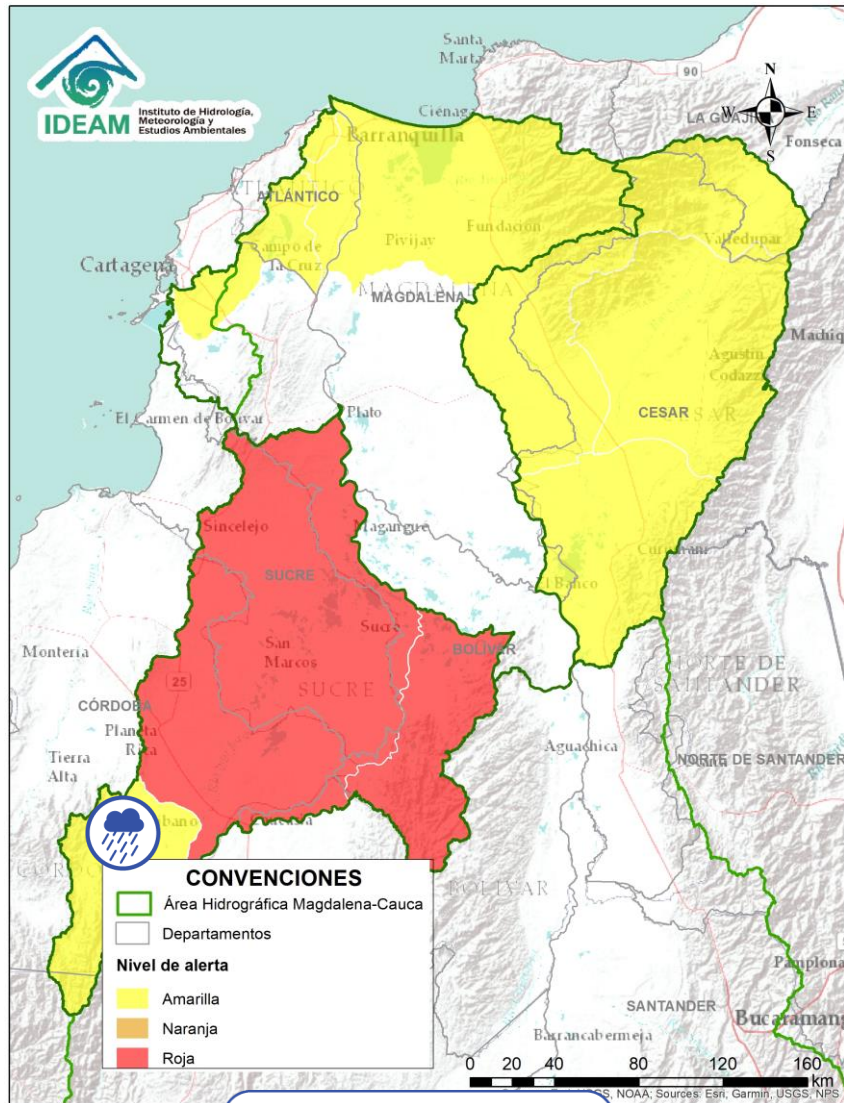 IDEAM
Instituto de Hidrología,
Meteorología y
Estudios Ambientales
Santa
Marta
90
N
W
E
S
Ciénaga
LA GUAJIRA
Fonseca
Barranquilla
ATLÁNTICO
Fundación
Valledupar
Campo de
la Cruz
Pivijay
Cartagena
MAGDALENA
MAGDALENA
Agustín
Codazzi
El Carmen de Bolívar
Plato
CESAR
Sincelejo
Magangue
SUCRE
El Banco
Sucre
San
Marcos
BOLÍVAR
Montería
25
SUCRE
NORTE DE
SANTANDER
CÓRDOBA
Planeta
Rica
Aguachica
Tierra
Alta
NORTE DE SANTANDER
BOLÍVAR
CONVENCIONES
Área Hidrográfica Magdalena-Cauca
Departamentos
Nivel de alerta
Amarilla
Naranja
Roja
Pamplona
SANTANDER
Barrancabermeja
0 20 40 80 120 160
km
NOAA; Sources: Esri, Garmin, USGS, NPS